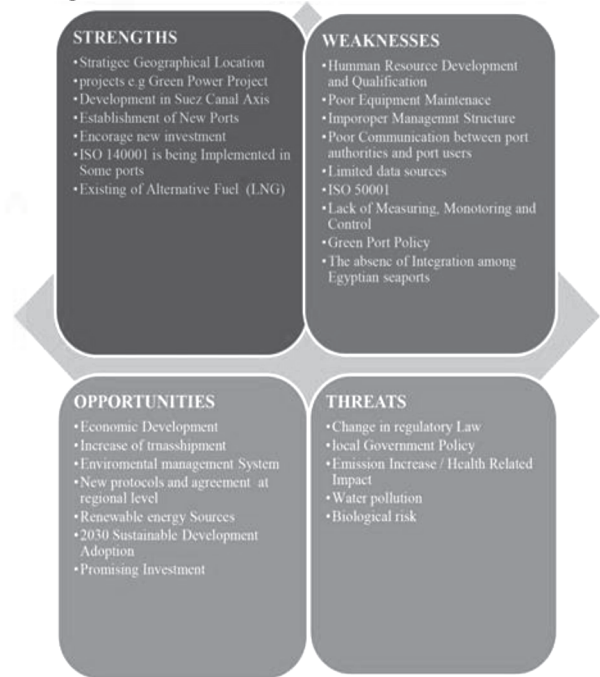 STRENGTHS
•Stratigec Geographical Location
•projects e.g Green Power Project
•Development in Suez Canal Axis
•Establishment of New Ports
•Encorage new investment
•ISO 140001 is being Implemented in
Some ports
•Existing of Alternative Fuel (LNG)
WEAKNESSES
•Humman Resource Development
and Qualification
•Poor Equipment Maintenace
•Imporoper Managemnt Structure
•Poor Communication between port
authorities and port users
•Limited data sources
•ISO 50001
•Lack of Measuring, Monotoring and
Control
•Green Port Policy
•The absenc of Integration among
Egyptian seaports
OPPORTUNITIES
•Economic Development
•Increase of trnasshipment
•Enviromental management System
•New protocols and agreement at
regional level
•Renewable energy Sources
•2030 Sustainable Development
Adoption
•Promising Investment
THREATS
•Change in regulatory Law
•local Government Policy
•Emission Increase / Health Related
Impact
•Water pollution
•Biological risk